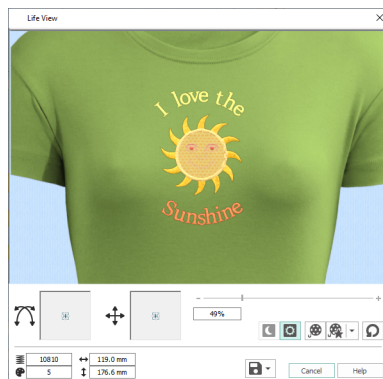 Life View
I love the
Sunshine
49%
10810
119.0 mm
5
176.6 mm
Cancel
Help